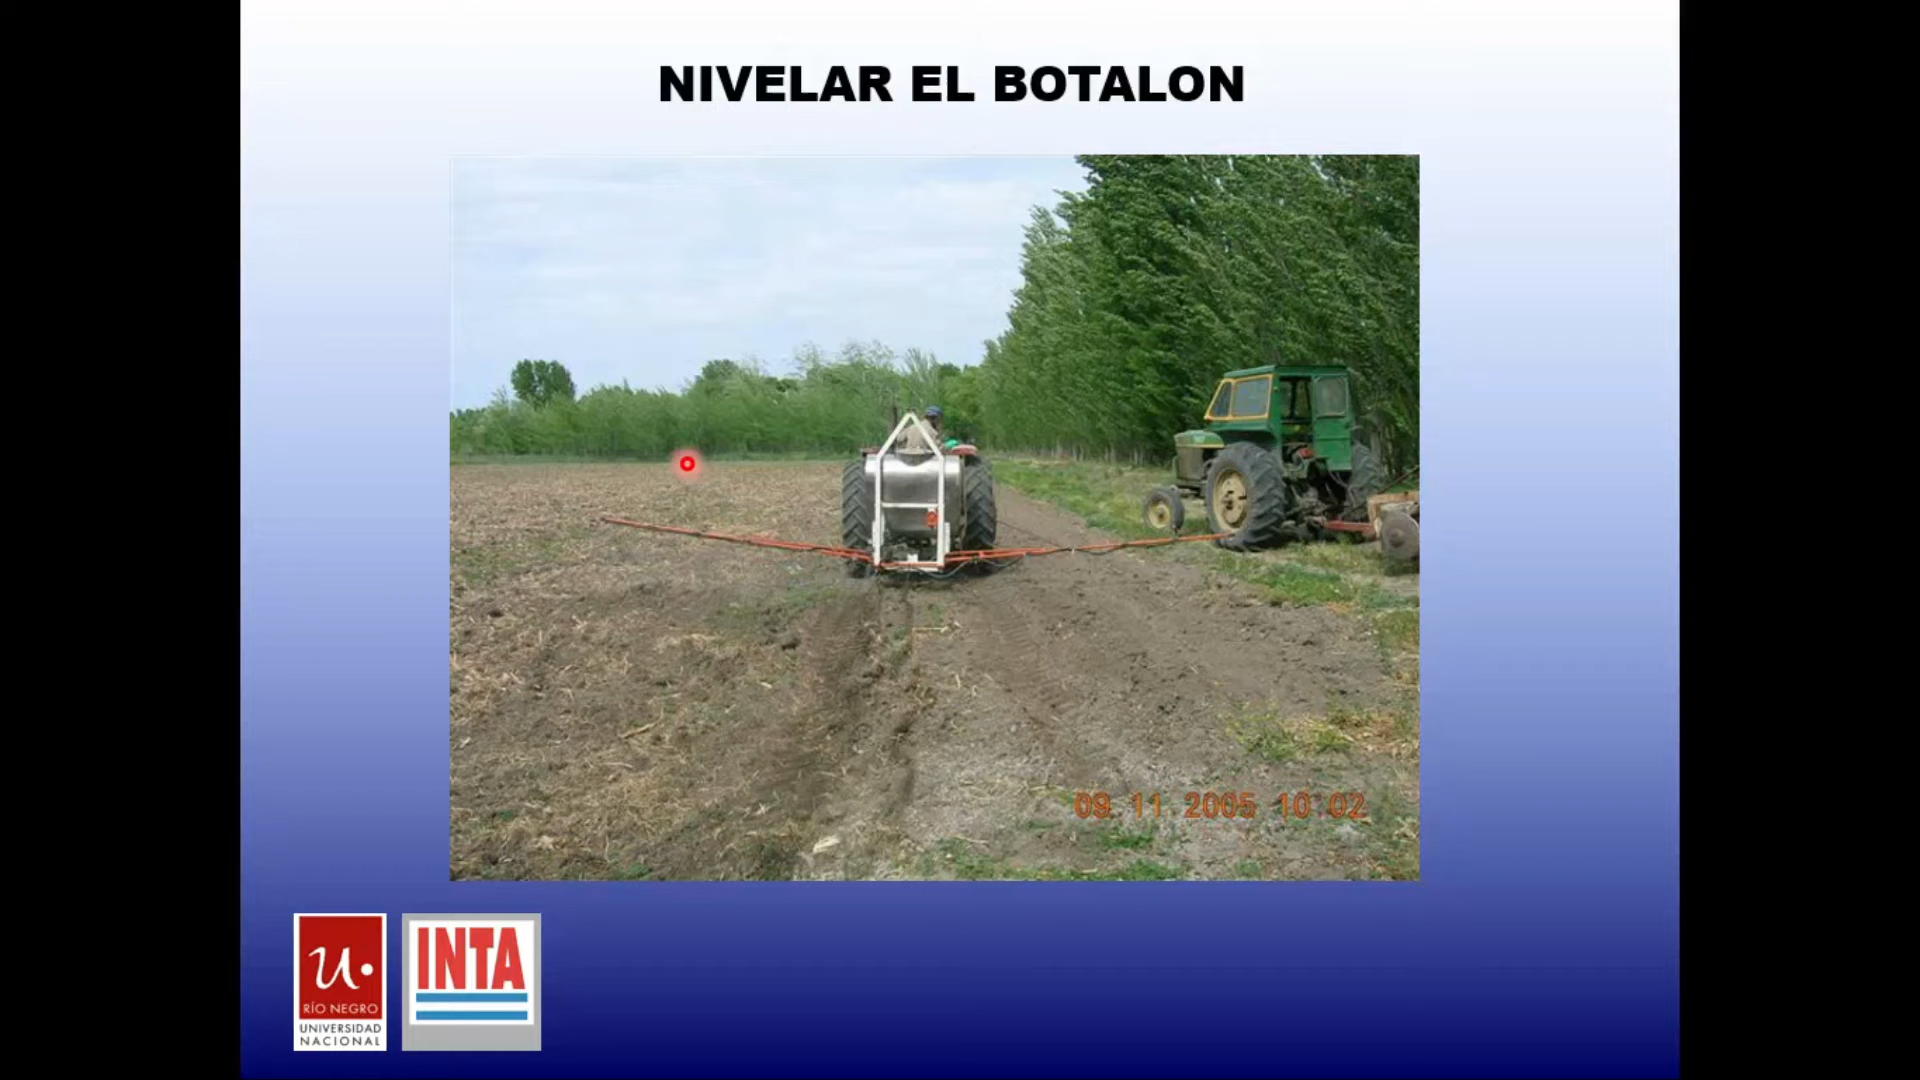 NIVELAR EL BOTALON
09 11 2005 10:02
u.
RÍO NEGRO
UNIVERSIDAD
NACIONAL
INTA